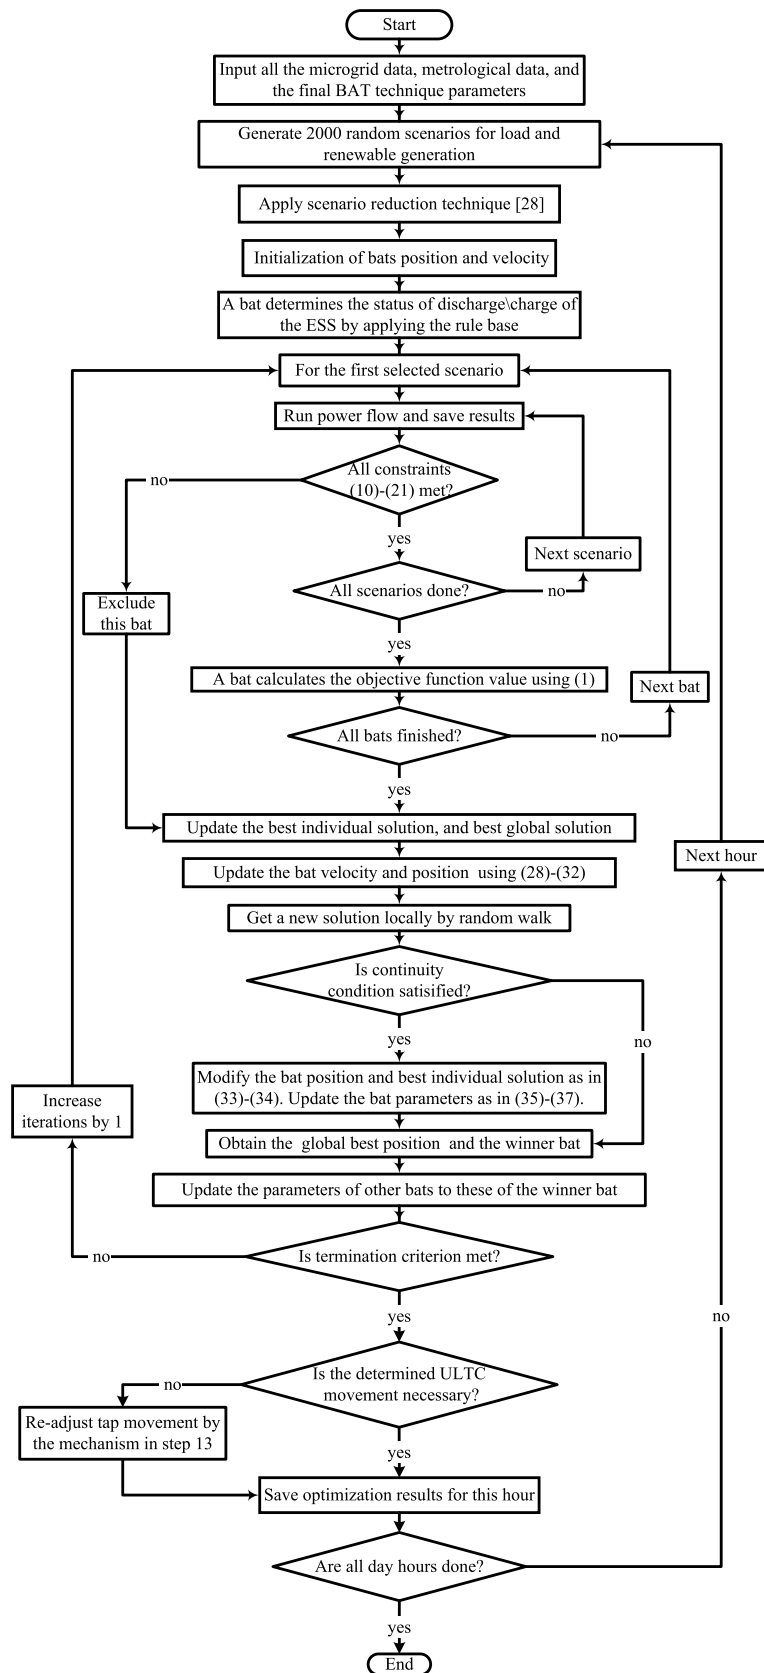 Start
Input all the microgrid data, metrological data, and
the final BAT technique parameters
Generate 2000 random scenarios for load and
renewable generation
Apply scenario reduction technique [28]
Initialization of bats position and velocity
A bat determines the status of discharge\charge of
the ESS by applying the rule base
For the first selected scenario
Run power flow and save results
All constraints
(10)-(21) met?
no
yes
Next scenario
All scenarios done?
no
Exclude
this bat
yes
A bat calculates the objective function value using (1)
Next bat
All bats finished?
no
yes
Update the best individual solution, and best global solution
Next hour
Update the bat velocity and position using (28)-(32)
Get a new solution locally by random walk
Is continuity
condition satisified?
no
yes
Modify the bat position and best individual solution as in
(33)-(34). Update the bat parameters as in (35)-(37).
Increase
iterations by 1
Obtain the global best position and the winner bat
Update the parameters of other bats to these of the winner bat
Is termination criterion met?
no
yes
no
Is the determined ULTC
movement necessary?
no
Re-adjust tap movement by
the mechanism in step 13
yes
Save optimization results for this hour
Are all day hours done?
yes
End